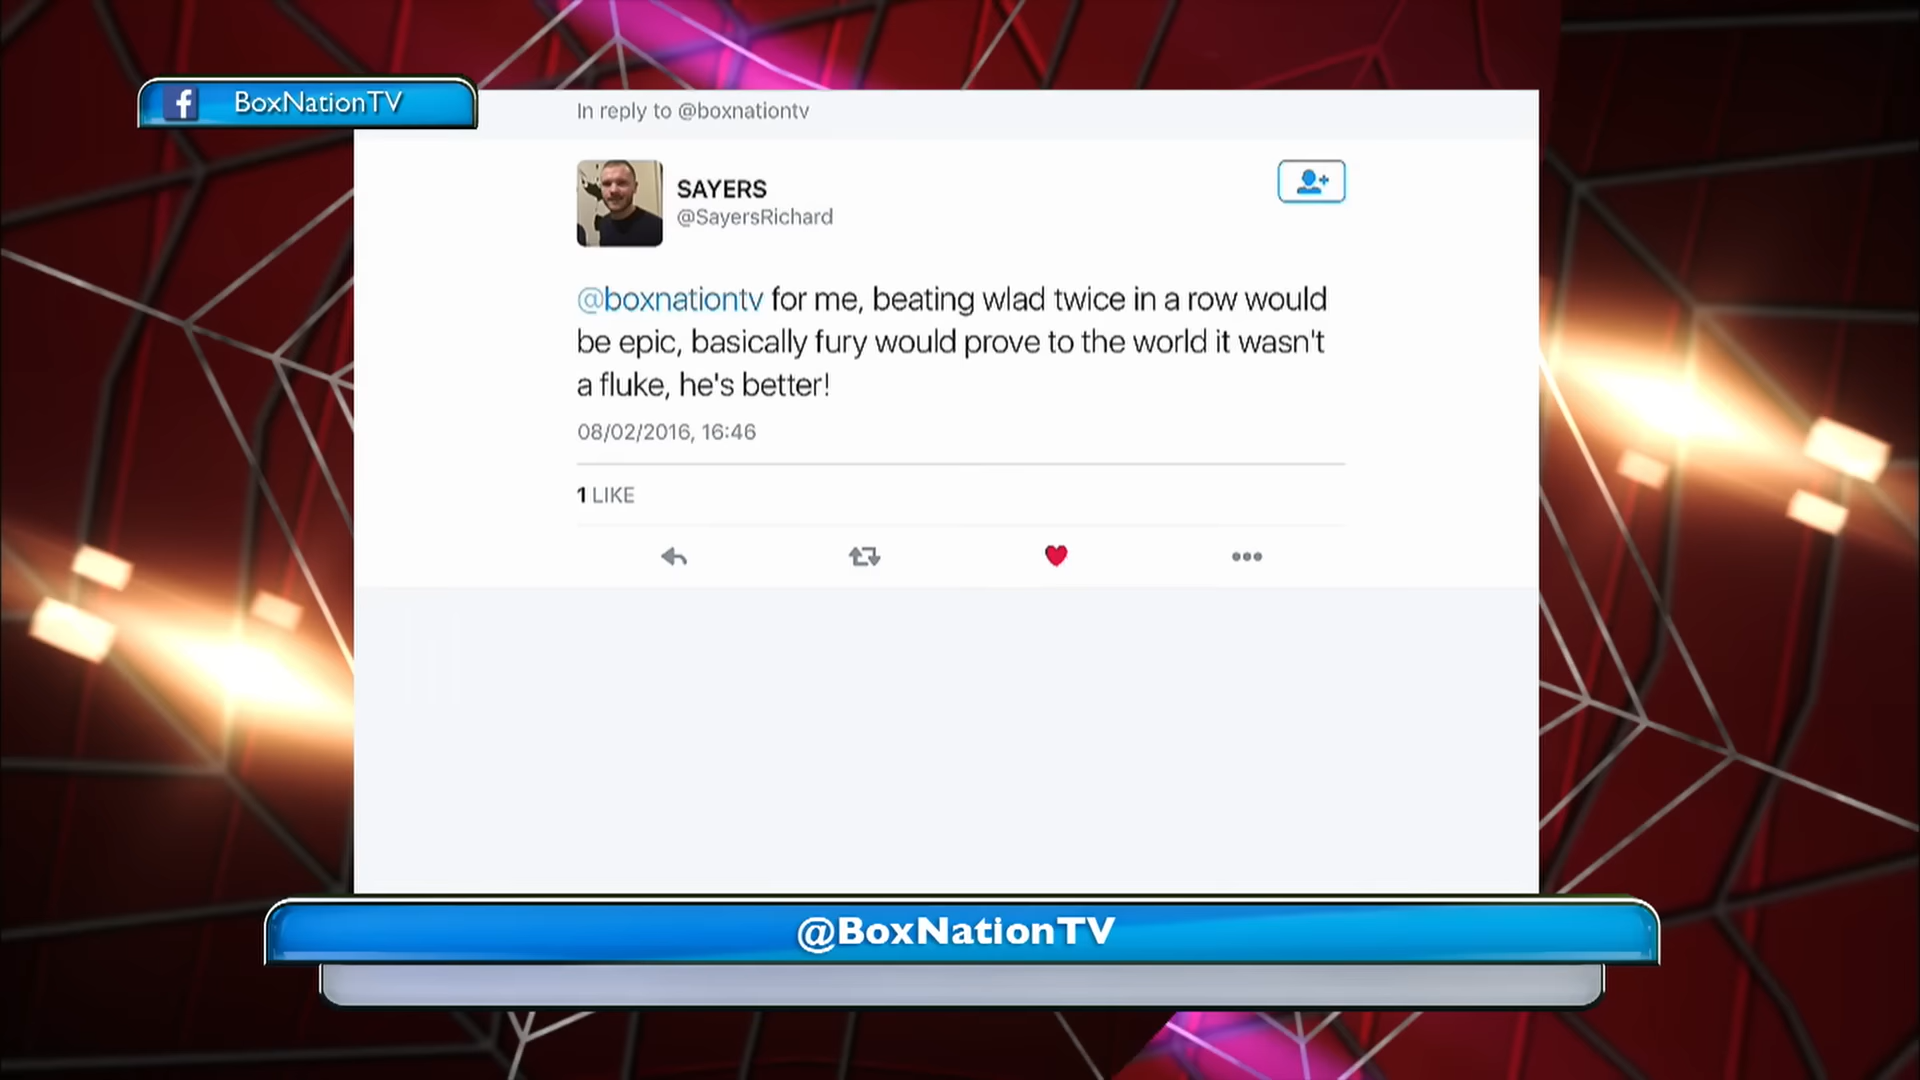 BoxNationTV
In reply to @boxnationtv
SAYERS
@SayersRichard
@boxnationtv for me, beating wlad twice in a row would
be epic, basically fury would prove to the world it wasn't
a fluke, he's better!
08/02/2016, 16:46
1 LIKE
@BoxNationTV